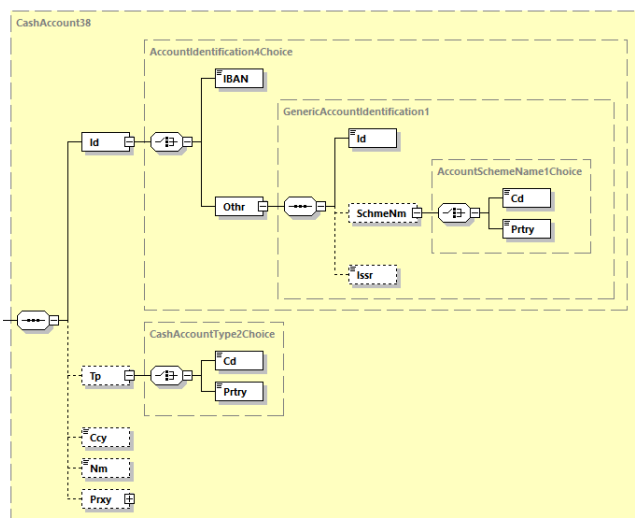 CashAccount38
AccountIdentification4Choice
IBAN
GenericAccountIdentification1
Id
Id
AccountSchemeName1Choice
Cd
Othr
SchmeNm
Prtry
Issr
CashAccountType2Choice
Cd
Tp
Prtry
Ccy
Nm
Prxy